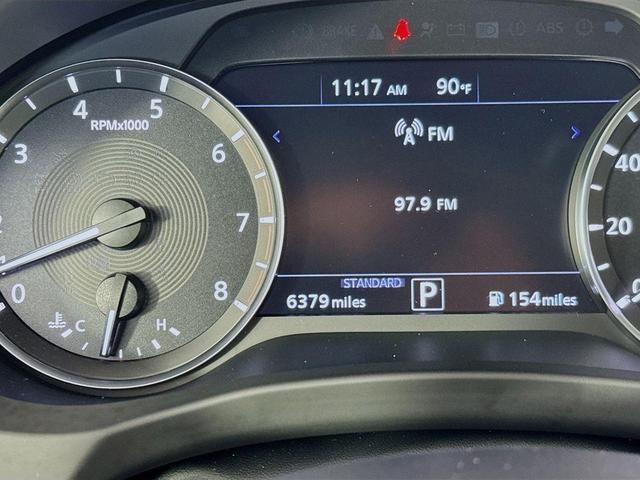 BRAKE
ABS
11:17 AM 90°F
FM
97.9 FM
STANDARD
6379 miles
P
154 miles
RPMx1000
0
3
4
5
6
7
8
C
H
40
20
0